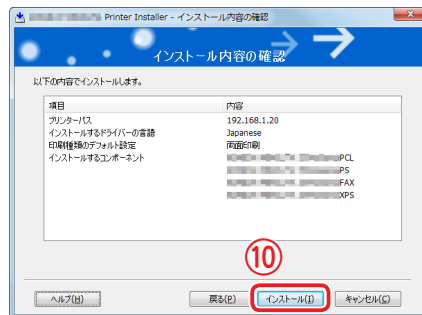 Printer Installer - インストール内容の確認
インストール内容の確認
以下の内容でインストールします。
項目 内容
プリンターパス 192.168.1.20
インストールするドライバーの言語 Japanese
印刷種類のデフォルト設定 両面印刷
インストールするコンポーネント PCL
PS
FAX
XPS
⑩
ヘルプ(H) 戻る(P) インストール(I) キャンセル(C)